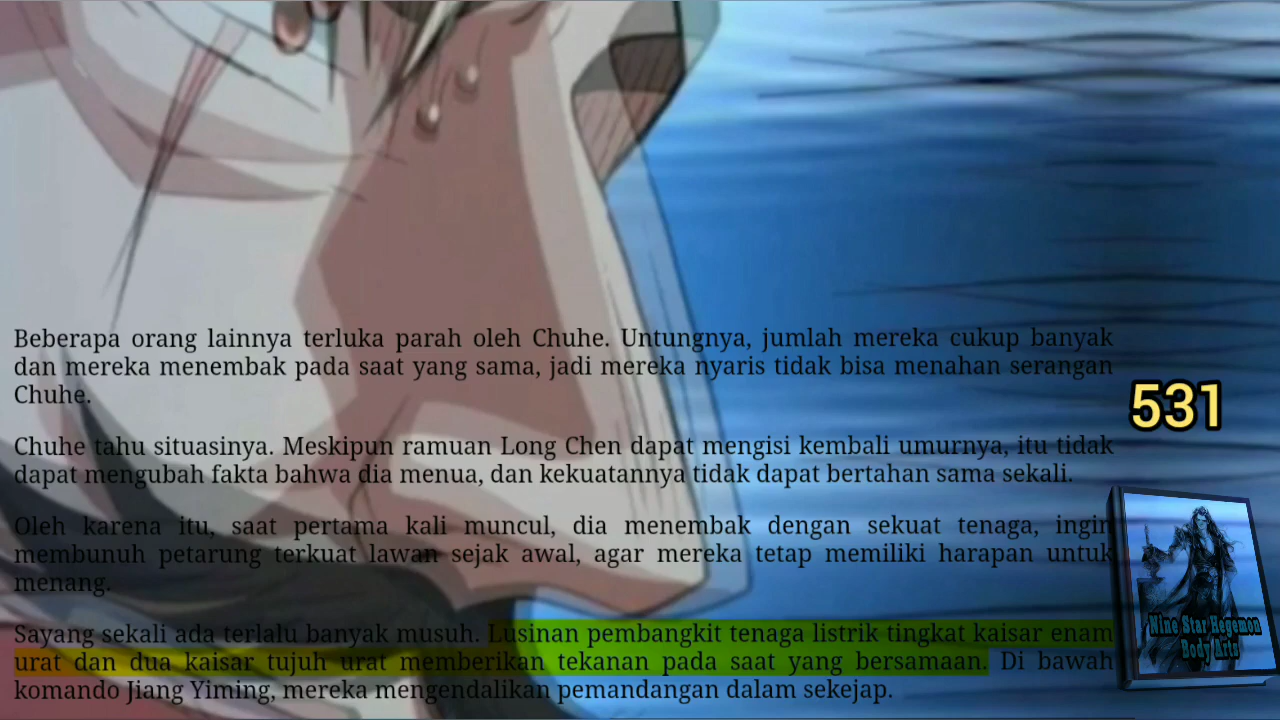 Beberapa orang lainnya terluka parah oleh Chuhe. Untungnya, jumlah mereka cukup banyak
dan mereka menembak pada saat yang sama, jadi mereka nyaris tidak bisa menahan serangan
Chuhe.
Chuhe tahu situasinya. Meskipun ramuan Long Chen dapat mengisi kembali umurnya, itu tidak
dapat mengubah fakta bahwa dia menua, dan kekuatannya tidak dapat bertahan sama sekali.
Oleh karena itu, saat pertama kali muncul, dia menembak dengan sekuat tenaga, ingin
membunuh petarung terkuat lawan sejak awal, agar mereka tetap memiliki harapan untuk
menang.
Sayang sekali ada terlalu banyak musuh. Lusinan pembangkit tenaga listrik tingkat kaisar enam
urat dan dua kaisar tujuh urat memberikan tekanan pada saat yang bersamaan. Di bawah
komando Jiang Yiming, mereka mengendalikan pemandangan dalam sekejap.
531
Nine Star Hegemon
Body Arts